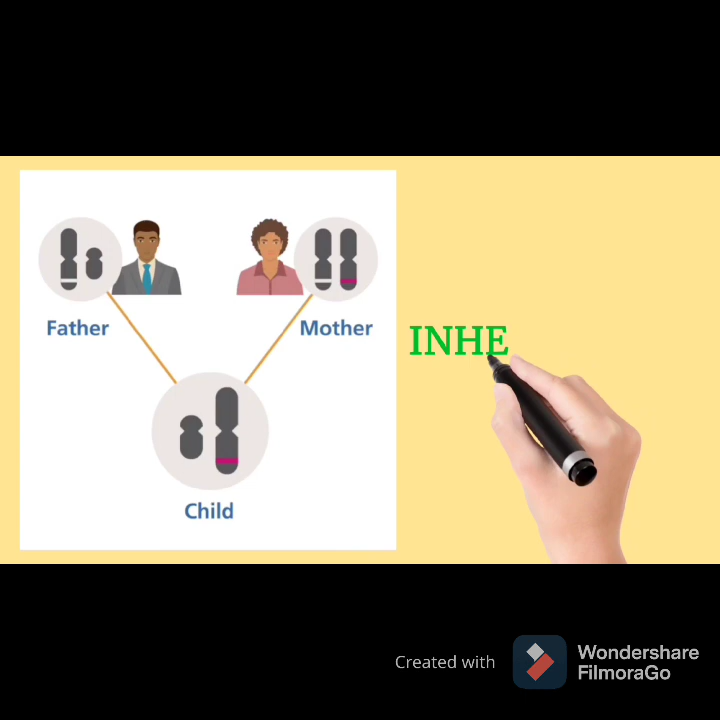 Father
Mother
INHE
Child
Created with
Wondershare
FilmoraGo